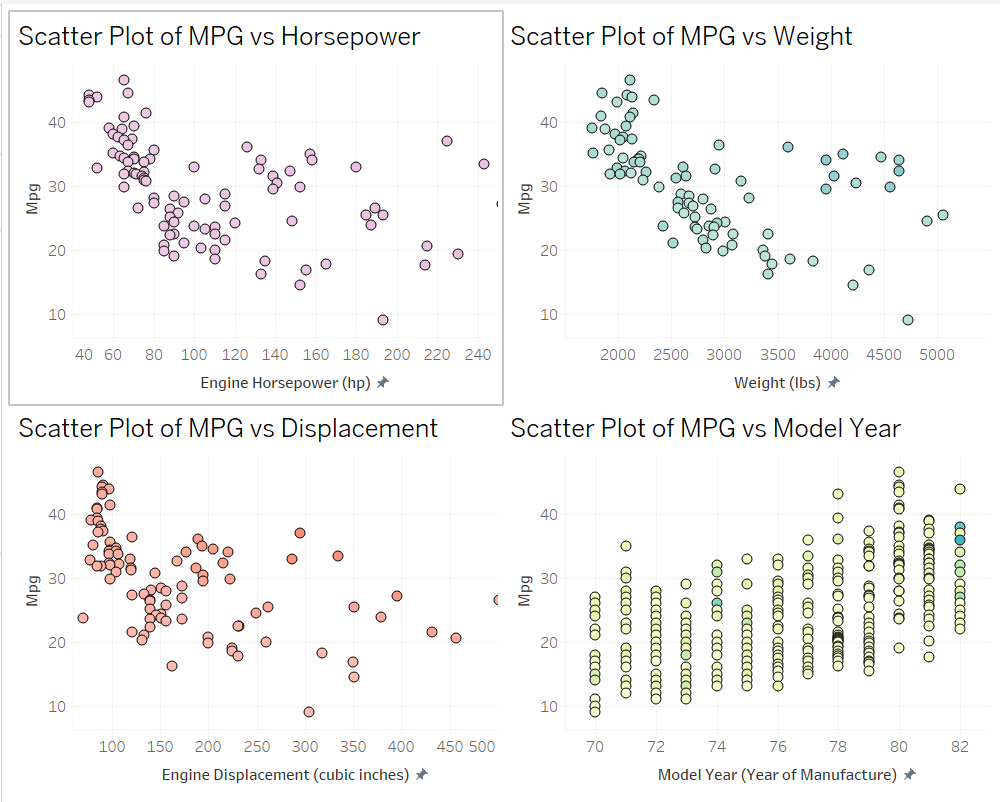 Scatter Plot of MPG vs Horsepower
Mpg
40
30
20
10
40 60 80 100 120 140 160 180 200 220 240
Engine Horsepower (hp)
Scatter Plot of MPG vs Weight
Mpg
40
30
20
10
2000 2500 3000 3500 4000 4500 5000
Weight (lbs)
Scatter Plot of MPG vs Displacement
Mpg
40
30
20
10
100 150 200 250 300 350 400 450 500
Engine Displacement (cubic inches)
Scatter Plot of MPG vs Model Year
Mpg
40
30
20
10
70 72 74 76 78 80 82
Model Year (Year of Manufacture)